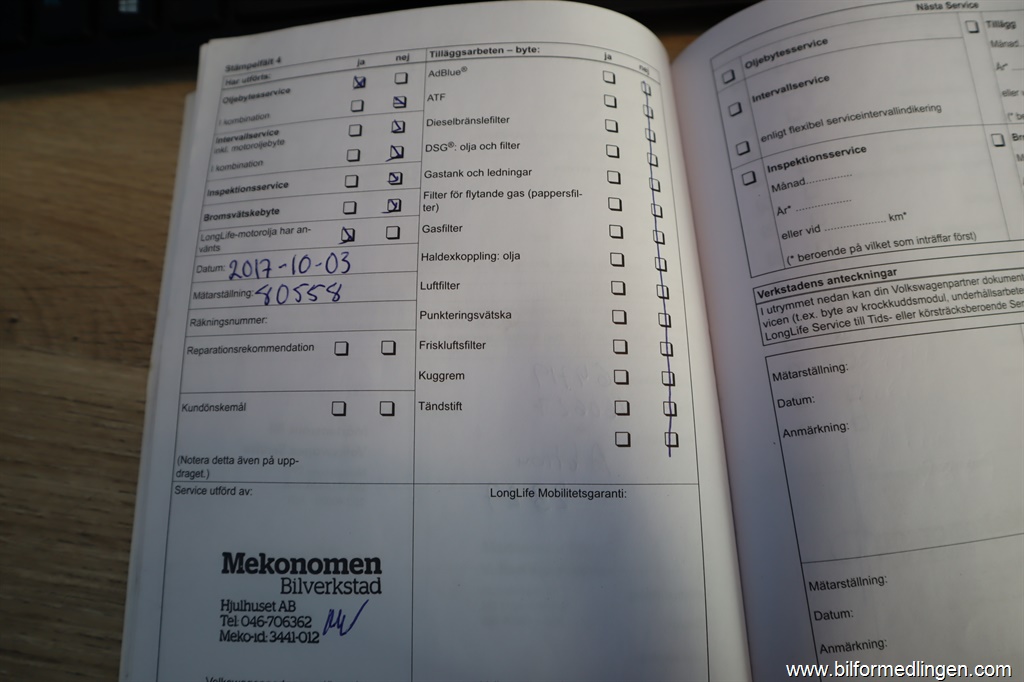 Stämpelfält 4
Har utförts:
ja nej
Oljebytesservice
I kombination
Intervallservice
inkl. motoroljebyte
I kombination
Inspektionsservice
Bromsvätskebyte
LongLife-motorolja har an-
vänts
Datum: 2017-10-03
Mätarställning: 80558
Räkningsnummer:
Reparationsrekommendation
Kundönskemål
(Notera detta även på upp-
draget.)
Service utförd av:
Mekonomen
Bilverkstad
Hjulhuset AB
Tel: 046-706362
Meko-id: 3441-012
Tilläggsarbeten – byte:
ja nej
AdBlue®
ATF
Dieselbränslefilter
DSG®: olja och filter
Gastank och ledningar
Filter för flytande gas (pappersfil-
ter)
Gasfilter
Haldexkoppling: olja
Luftfilter
Punkteringsvätska
Friskluftsfilter
Kuggrem
Tändstift
LongLife Mobilitetsgaranti:
Nästa Service
Oljebytesservice
Intervallservice
enligt flexibel serviceintervallindikering
Inspektionsservice
Månad..............
År* ................
eller vid .................. km*
(* beroende på vilket som inträffar först)
Tillägg
Månad
År*
eller v
(* be
Verkstadens anteckningar
I utrymmet nedan kan din Volkswagenpartner dokument
vicen (t.ex. byte av krockkuddsmodul, underhållsarbete
LongLife Service till Tids- eller körsträcksberoende Se
Mätarställning:
Datum:
Anmärkning:
Mätarställning:
Datum:
Anmärkning:
www.bilformedlingen.com